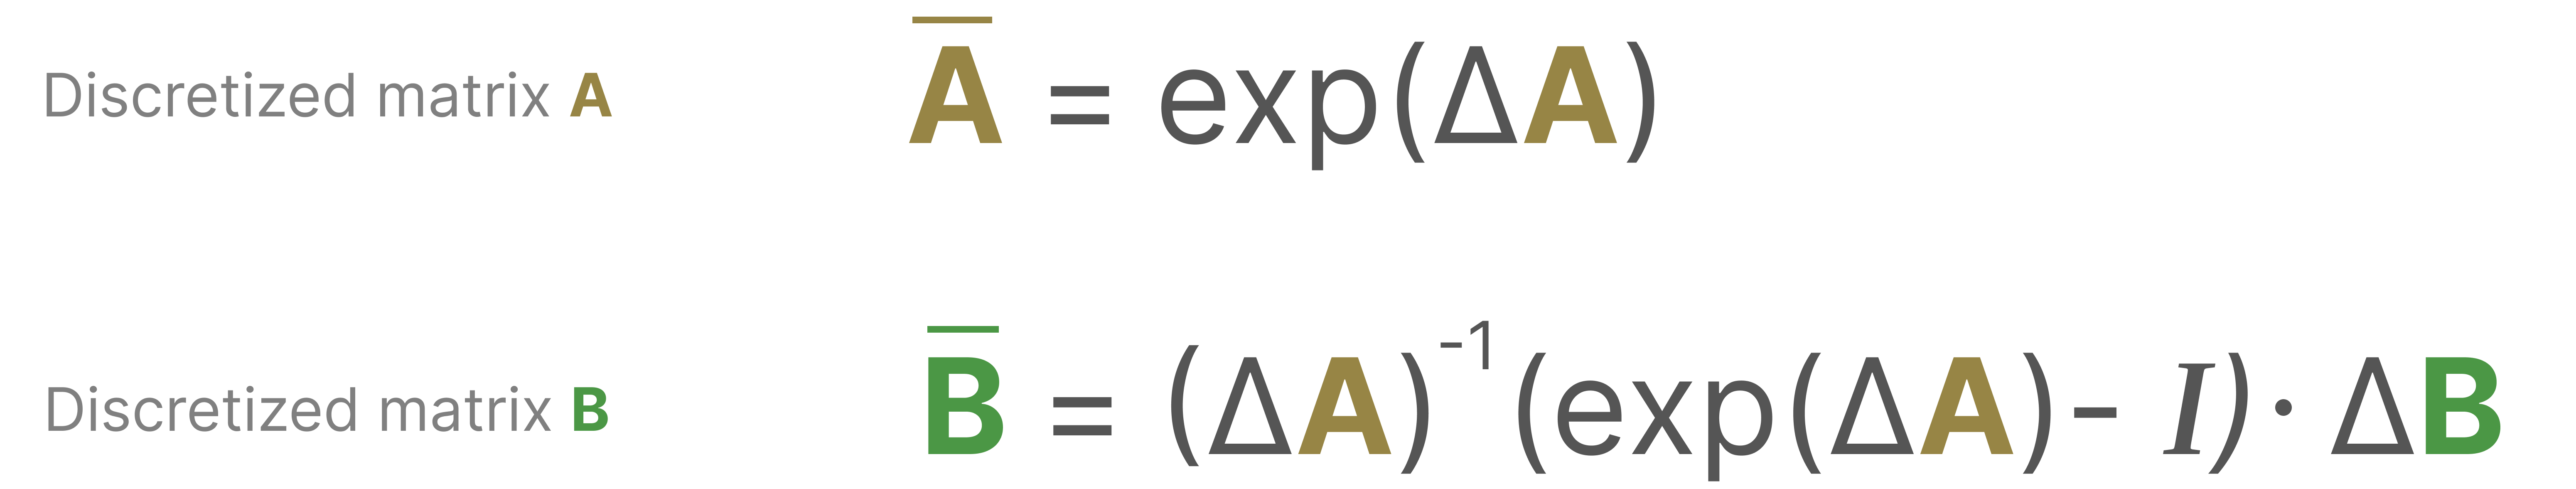 Discretized matrix A A̅ = exp(ΔA)
Discretized matrix B B̅ = (ΔA)⁻¹(exp(ΔA)- I)· ΔB